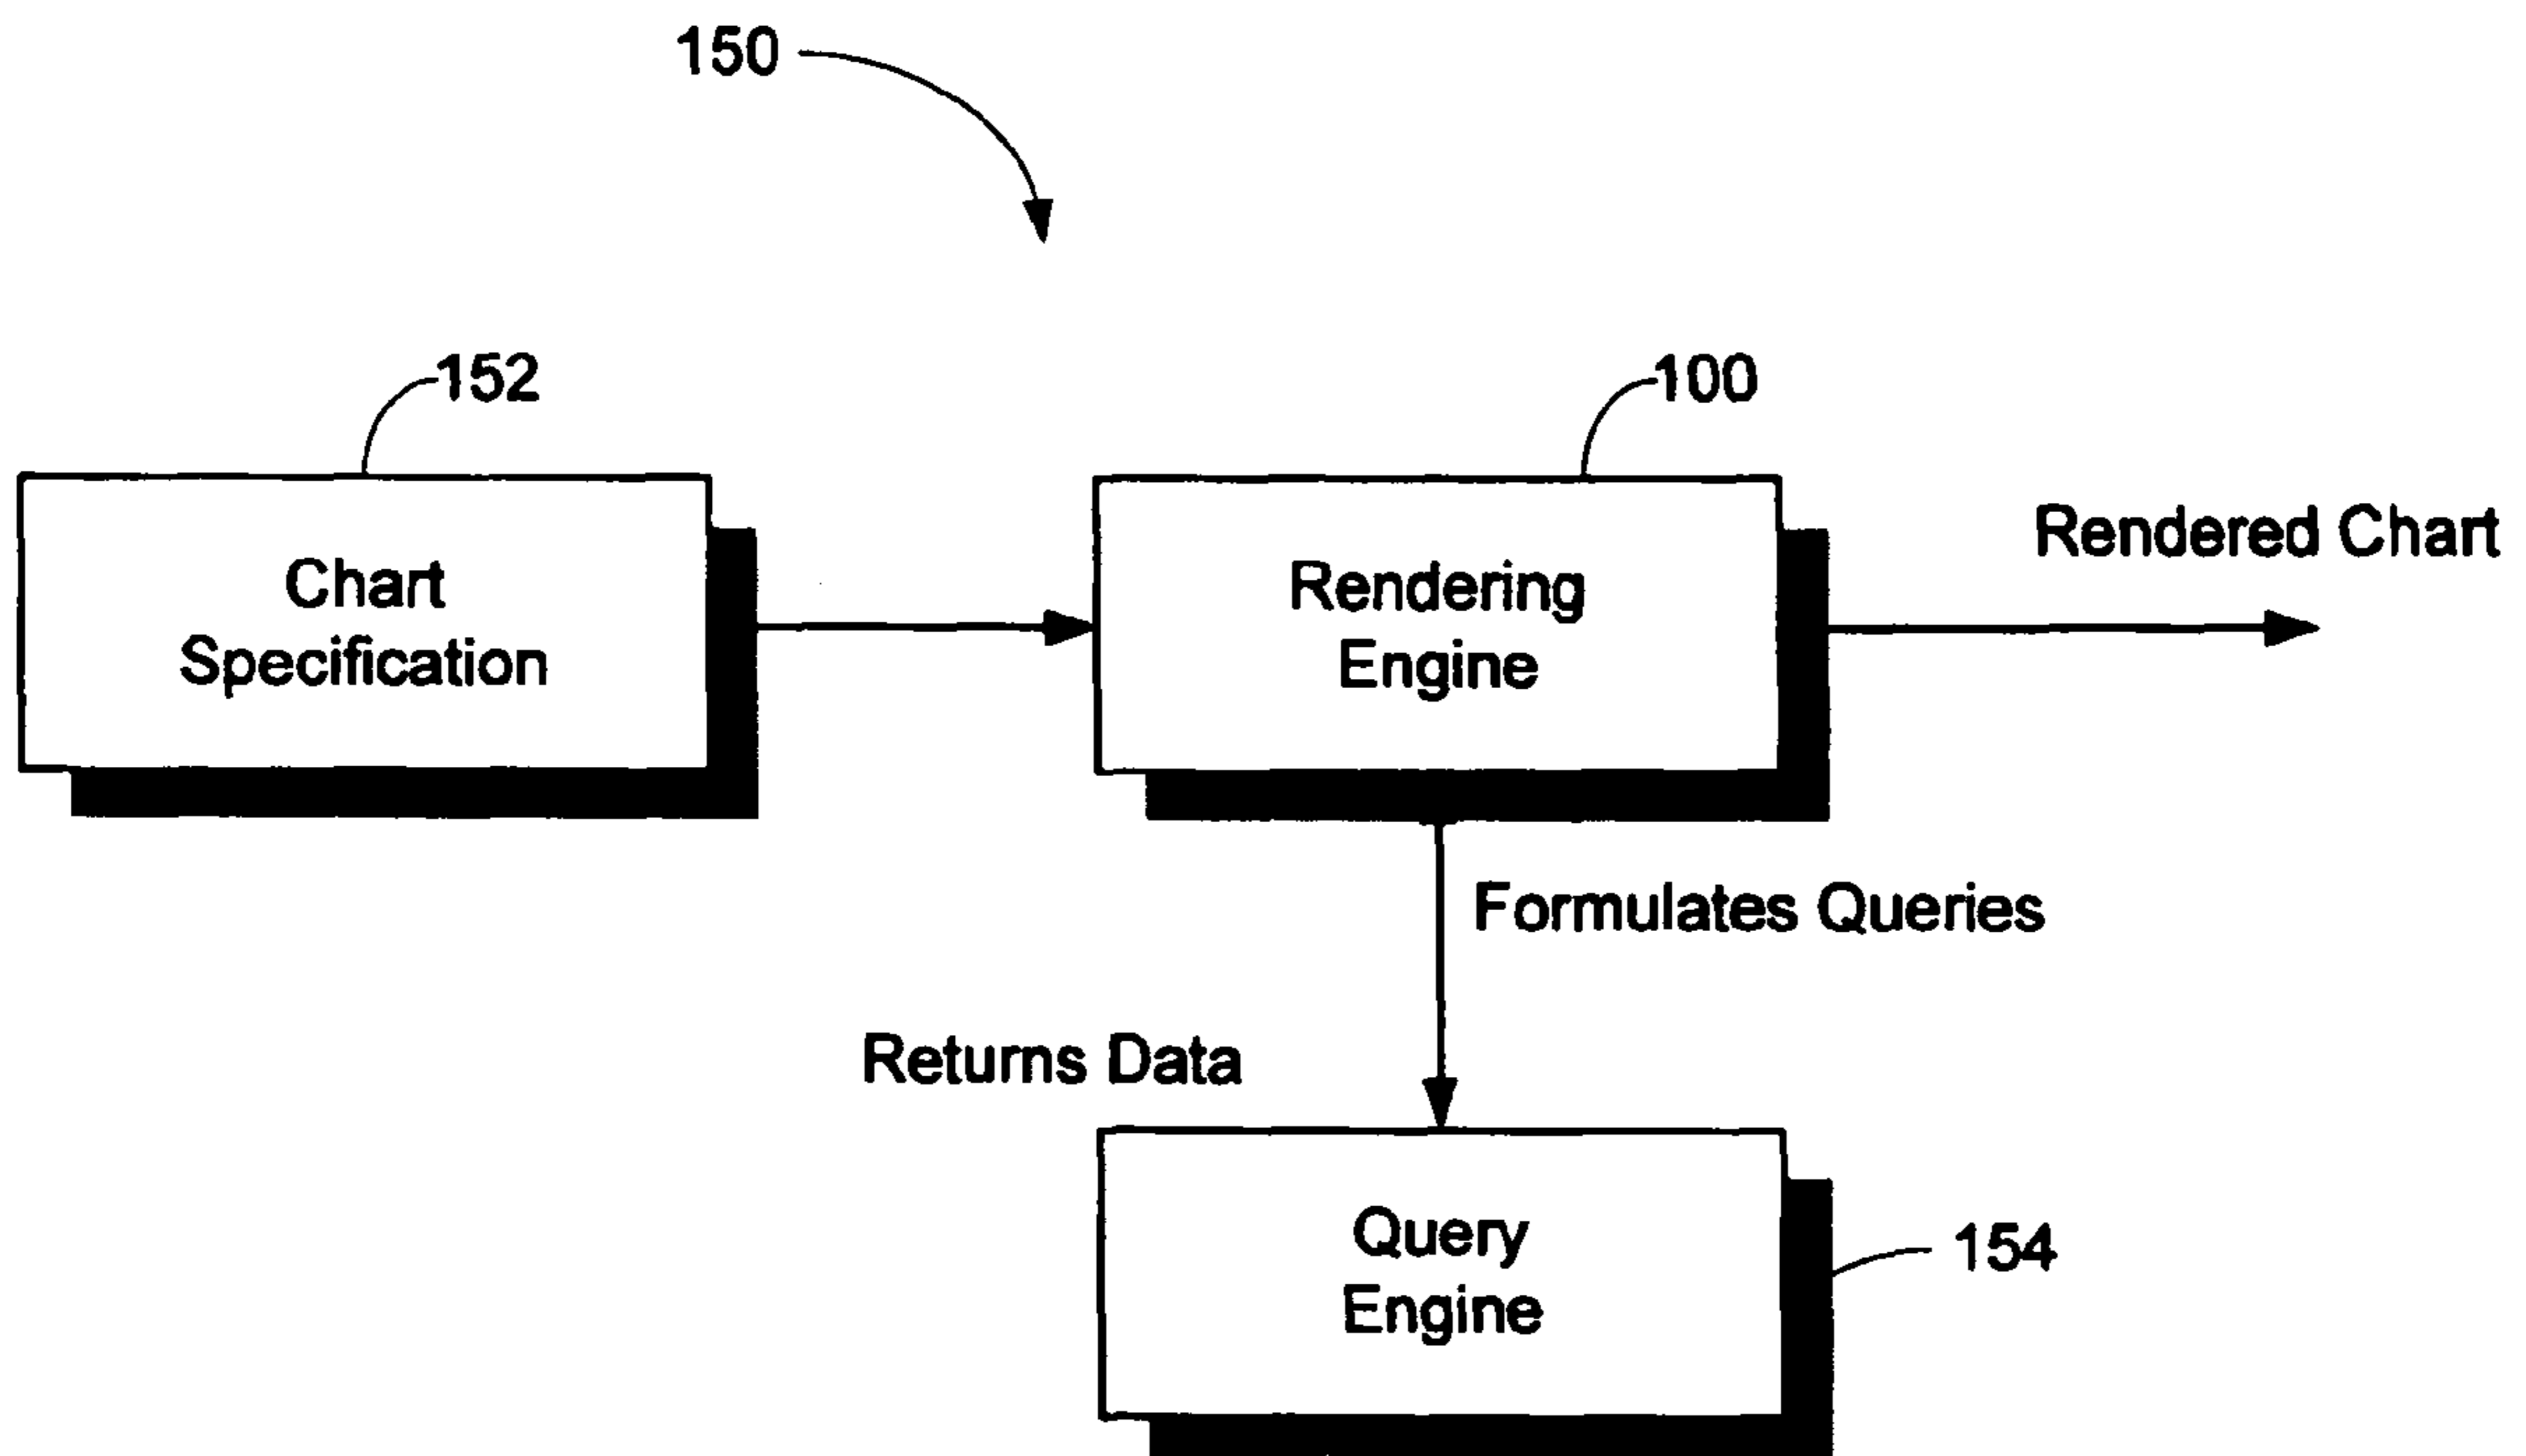 150
152
100
Chart
Specification
Rendering
Engine
Rendered Chart
Formulates Queries
Returns Data
Query
Engine
154